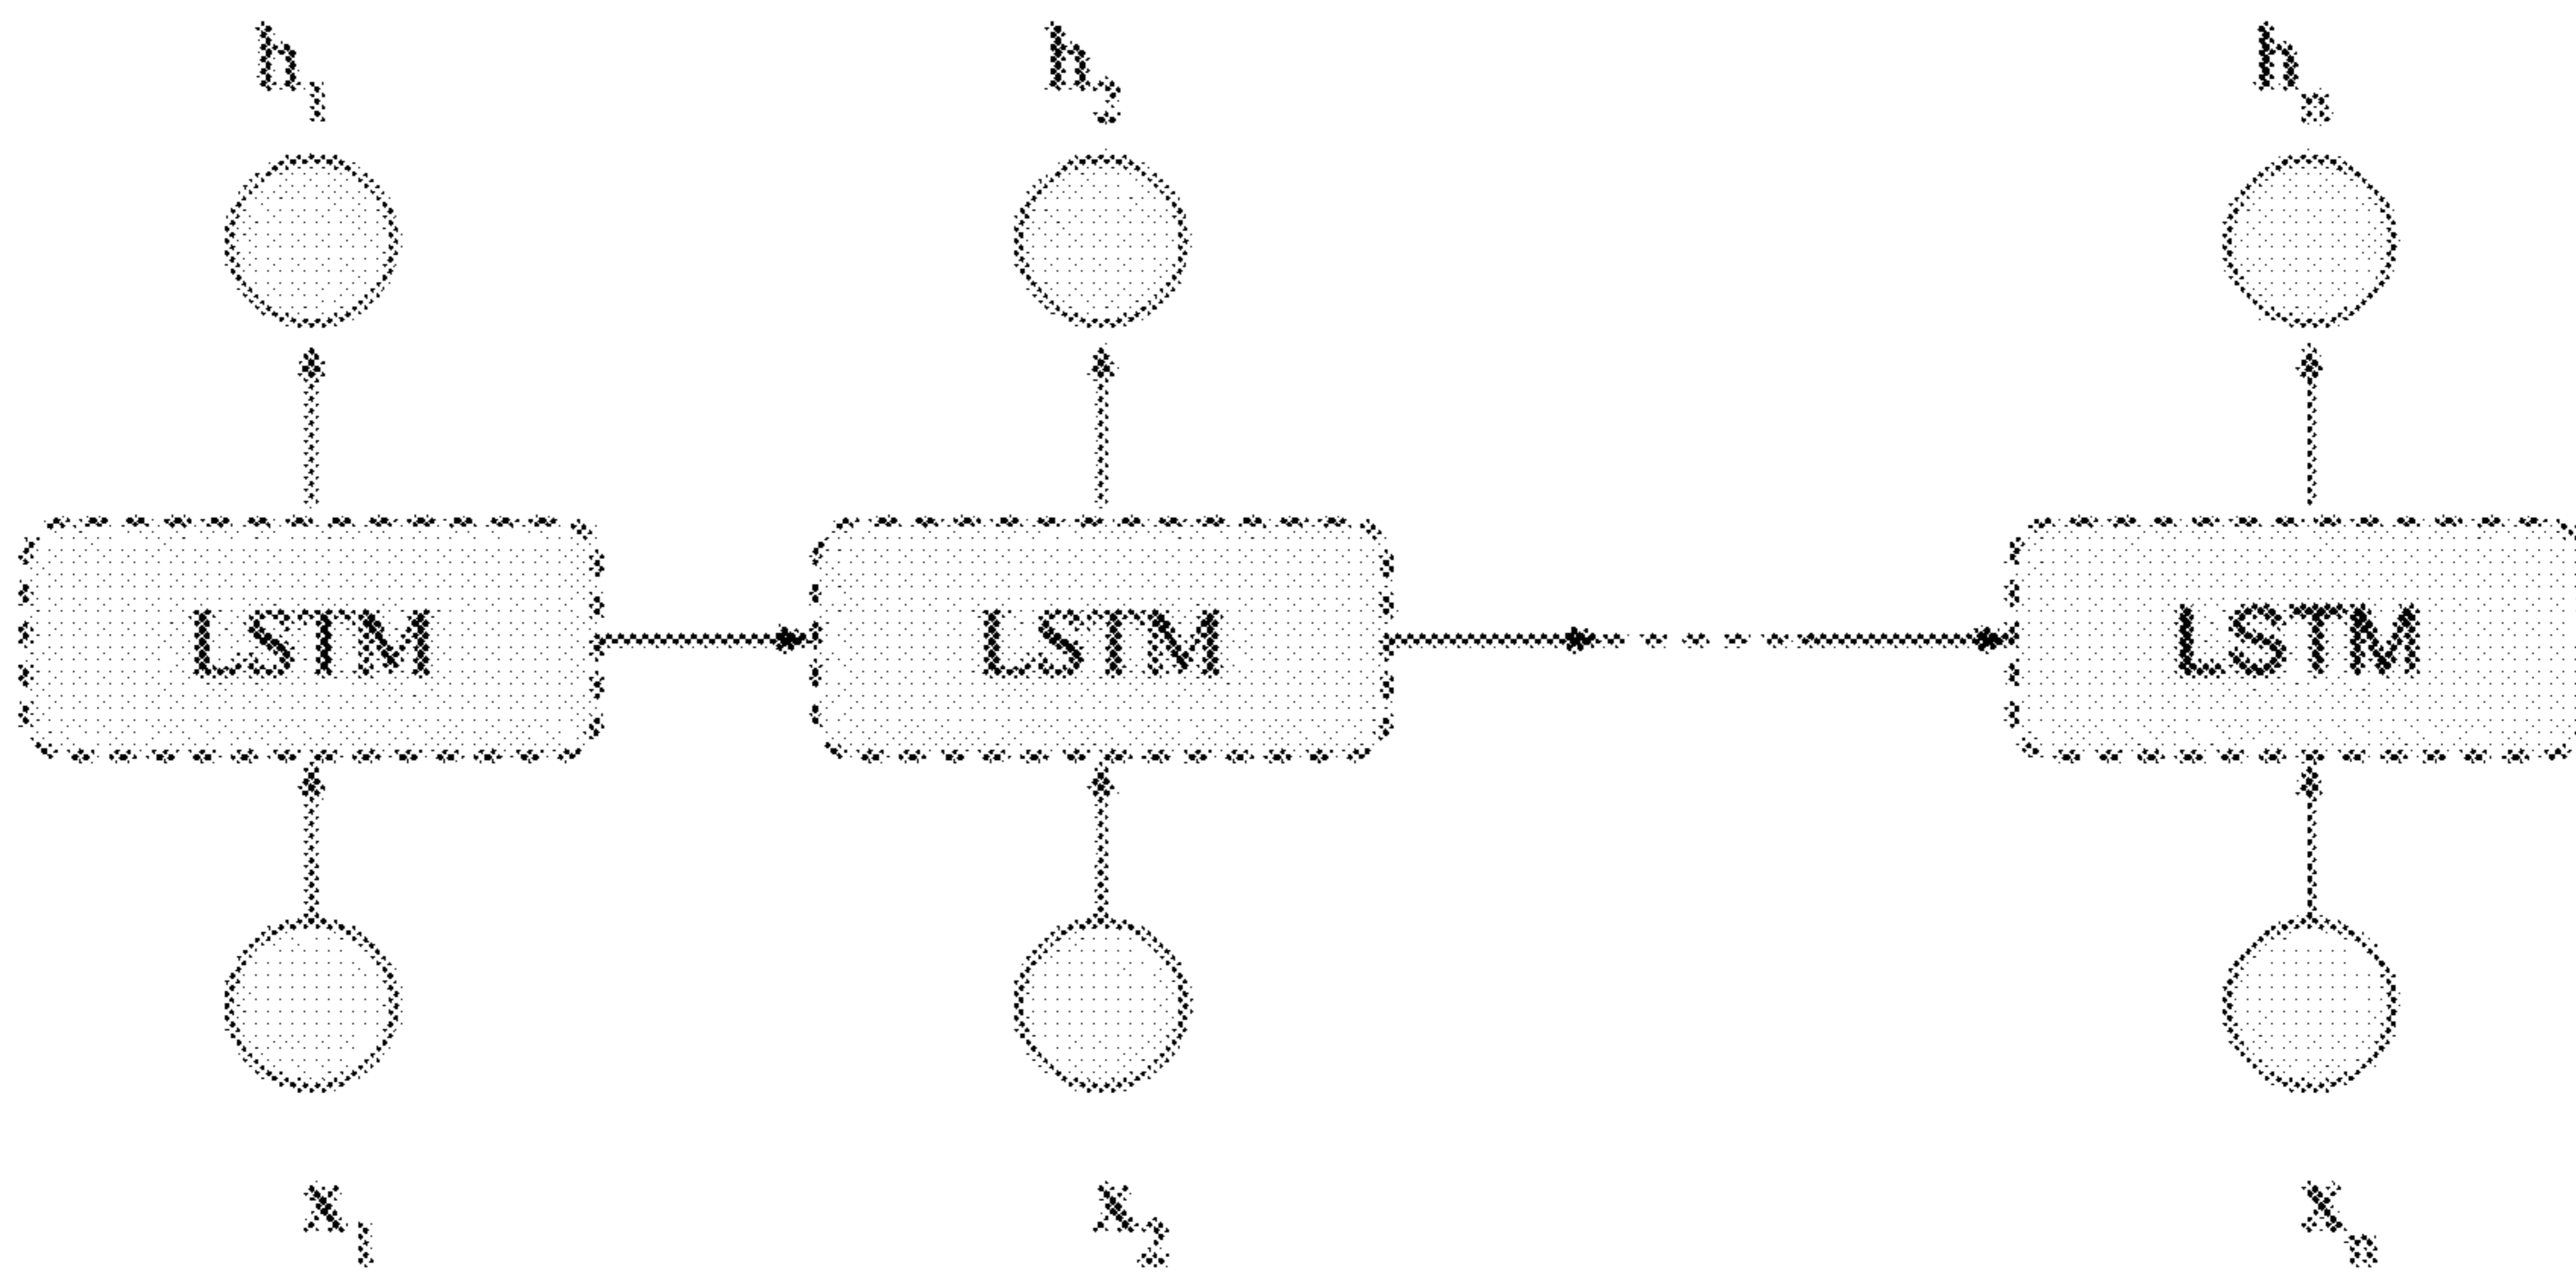 h₁ h₂ hₙ
LSTM LSTM LSTM
x₁ x₂ xₙ